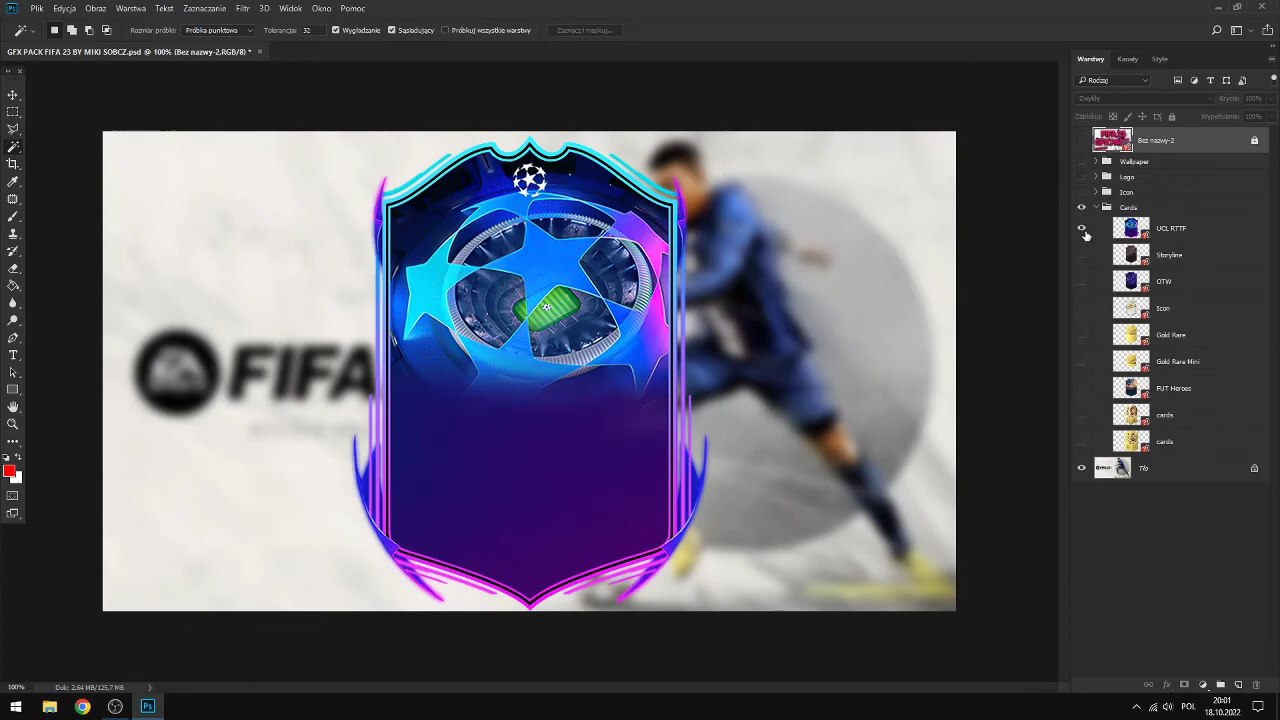 Ps Plik Edycja Obraz Warstwa Tekst Zaznaczanie Filtr 3D Widok Okno Pomoc
Rozmiar próbki: Próbka punktowa Tolerancja: 32 Wygładzanie Sąsiadujący Próbkuj wszystkie warstwy Zaznacz i maskuj...
GFX PACK FIFA 23 BY MIKI SOBCZ.psd @ 100% (Bez nazwy-2,RGB/8) *
Warstwy Kanały Style
Rodzaj
Zwykły Krycie: 100%
Zablokuj: Wypełnienie: 100%
Bez nazwy-2
Wallpaper
Logo
Icon
Cards
UCL RTTF
Storyline
OTW
Icon
Gold Rare
Gold Rare Mini
FUT Heroes
cards
cards
Tło
EA
FIFA
100% Dok: 2,64 MB/125,7 MB
Ps
POL
20:01
18.10.2022